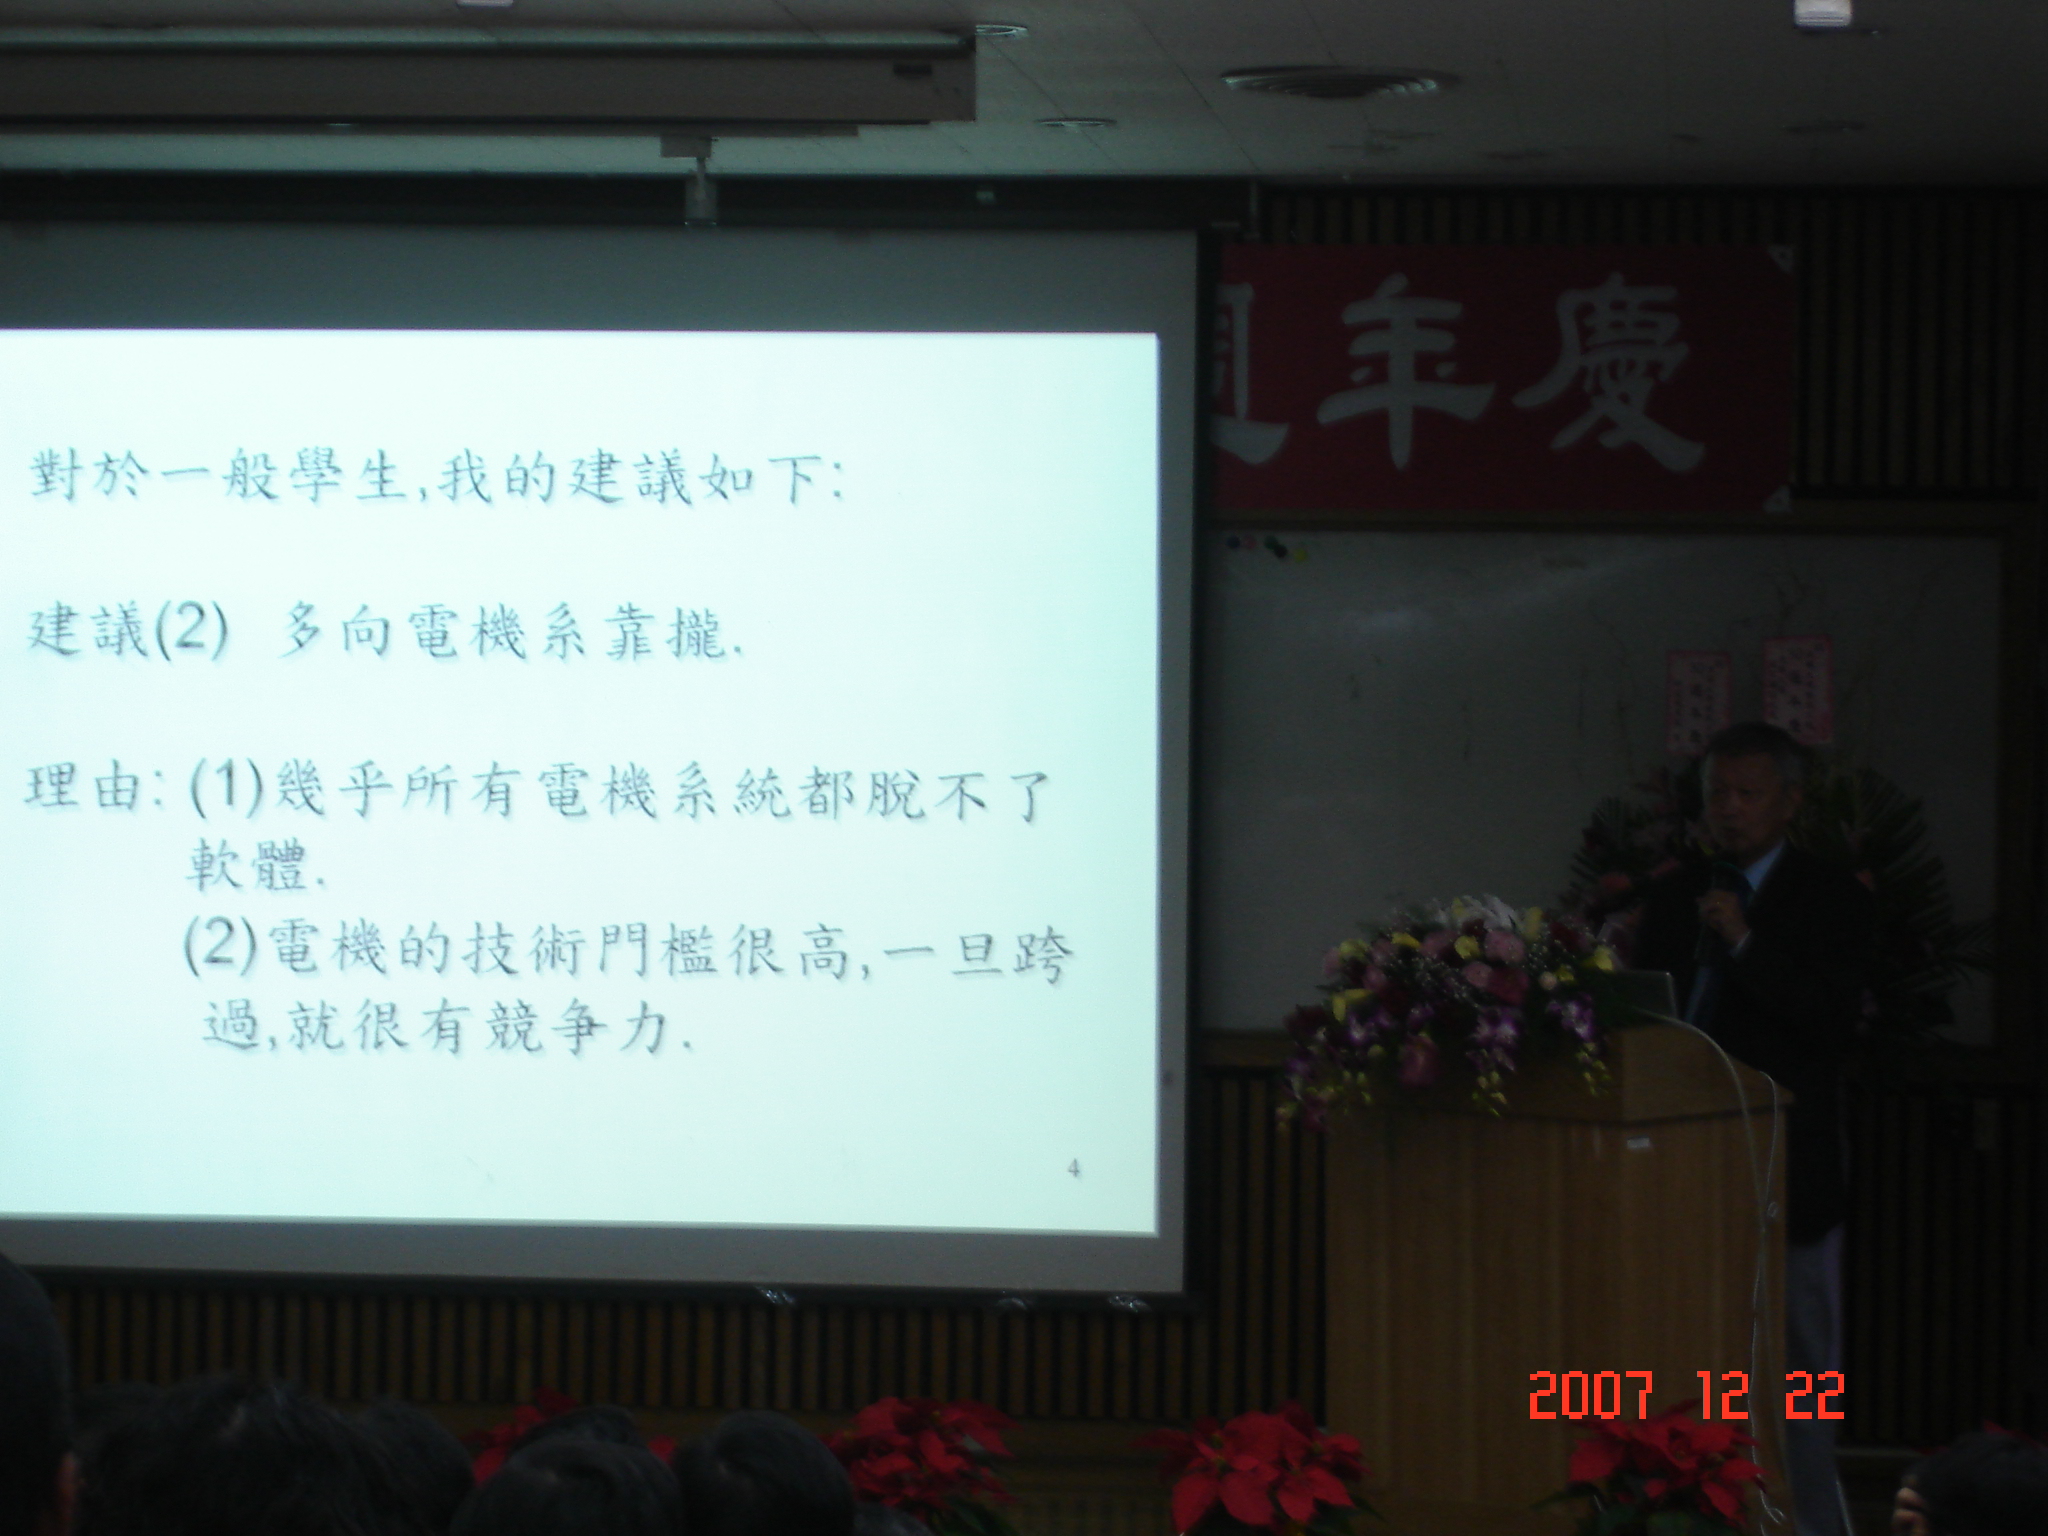 週年慶
對於一般學生,我的建議如下:
建議(2) 多向電機系靠攏.
理由: (1)幾乎所有電機系統都脫不了
軟體.
(2)電機的技術門檻很高,一旦跨
過,就很有競爭力.
4
2007 12 22